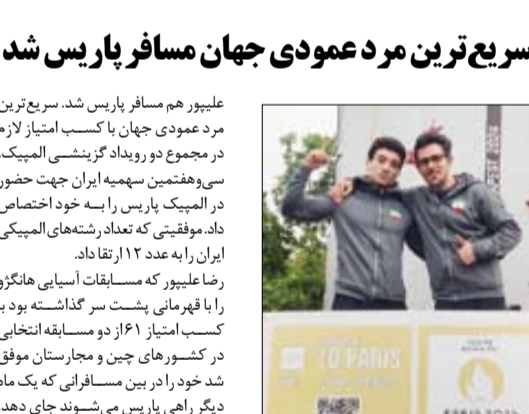 سریع‌ترین مرد عمودی جهان مسافر پاریس شد
علیپور هم مسافر پاریس شد. سریع‌ترین
مرد عمودی جهان با کسب امتیاز لازم
در مجموع دو رویداد گزینشی المپیک،
سی‌وهفتمین سهمیه ایران جهت حضور
در المپیک پاریس را به خود اختصاص
داد. موفقیتی که تعداد رشته‌های المپیکی
ایران را به عدد ۱۲ ارتقا داد.
رضا علیپور که مسابقات آسیایی هانگژو
را با قهرمانی پشت سر گذاشته بود با
کسب امتیاز ۶۱ از دو مسابقه انتخابی
در کشورهای چین و مجارستان موفق
شد خود را در بین مسافرانی که یک ماه
دیگر راهی پاریس می‌شوند جای دهد.
TO PARIS